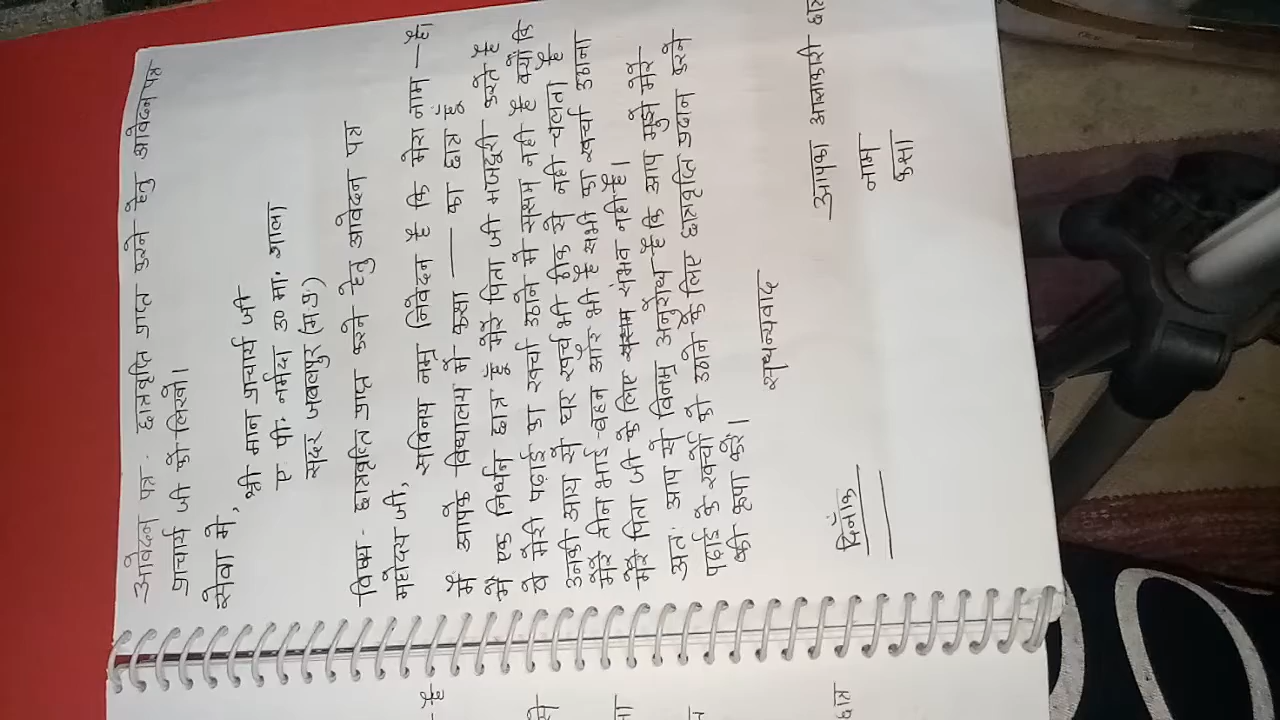 आवेदन पत्र - छात्रवृत्ति प्राप्त करने हेतु आवेदन पत्र
प्राचार्य जी को लिखो।
सेवा मे,
श्री मान प्राचार्य जी
ए. पी. नर्मदा उ० मा. शाला
सदर जबलपुर (म.प्र)
विषय - छात्रवृत्ति प्राप्त करने हेतु आवेदन पत्र
महोदय जी,
सविनय नम्र निवेदन है कि मेरा नाम — है।
मैं आपके विद्यालय में कक्षा —— का छात्र हूं
मैं एक निर्धन छात्र हूँ मेरे पिता जी मजदूरी करते है
वे मेरी पढ़ाई का खर्चा उठाने में सक्षम नही है क्योंकि
उनकी आय से घर खर्च भी ठीक से नही चलता है
मेरे तीन भाई-बहन और भी है सभी का खर्चा उठाना
मेरे पिता जी के लिए संभव नही है।
अतः आप से विनम्र अनुरोध है कि आप मुझे मेरे
पढ़ाई के खर्चो को उठाने के लिए छात्रवृत्ति प्रदान करने
की कृपा करें।
सधन्यवाद
दिनाँक
आपका आज्ञाकारी छात्र
नाम
कक्षा
है
से
छात्र